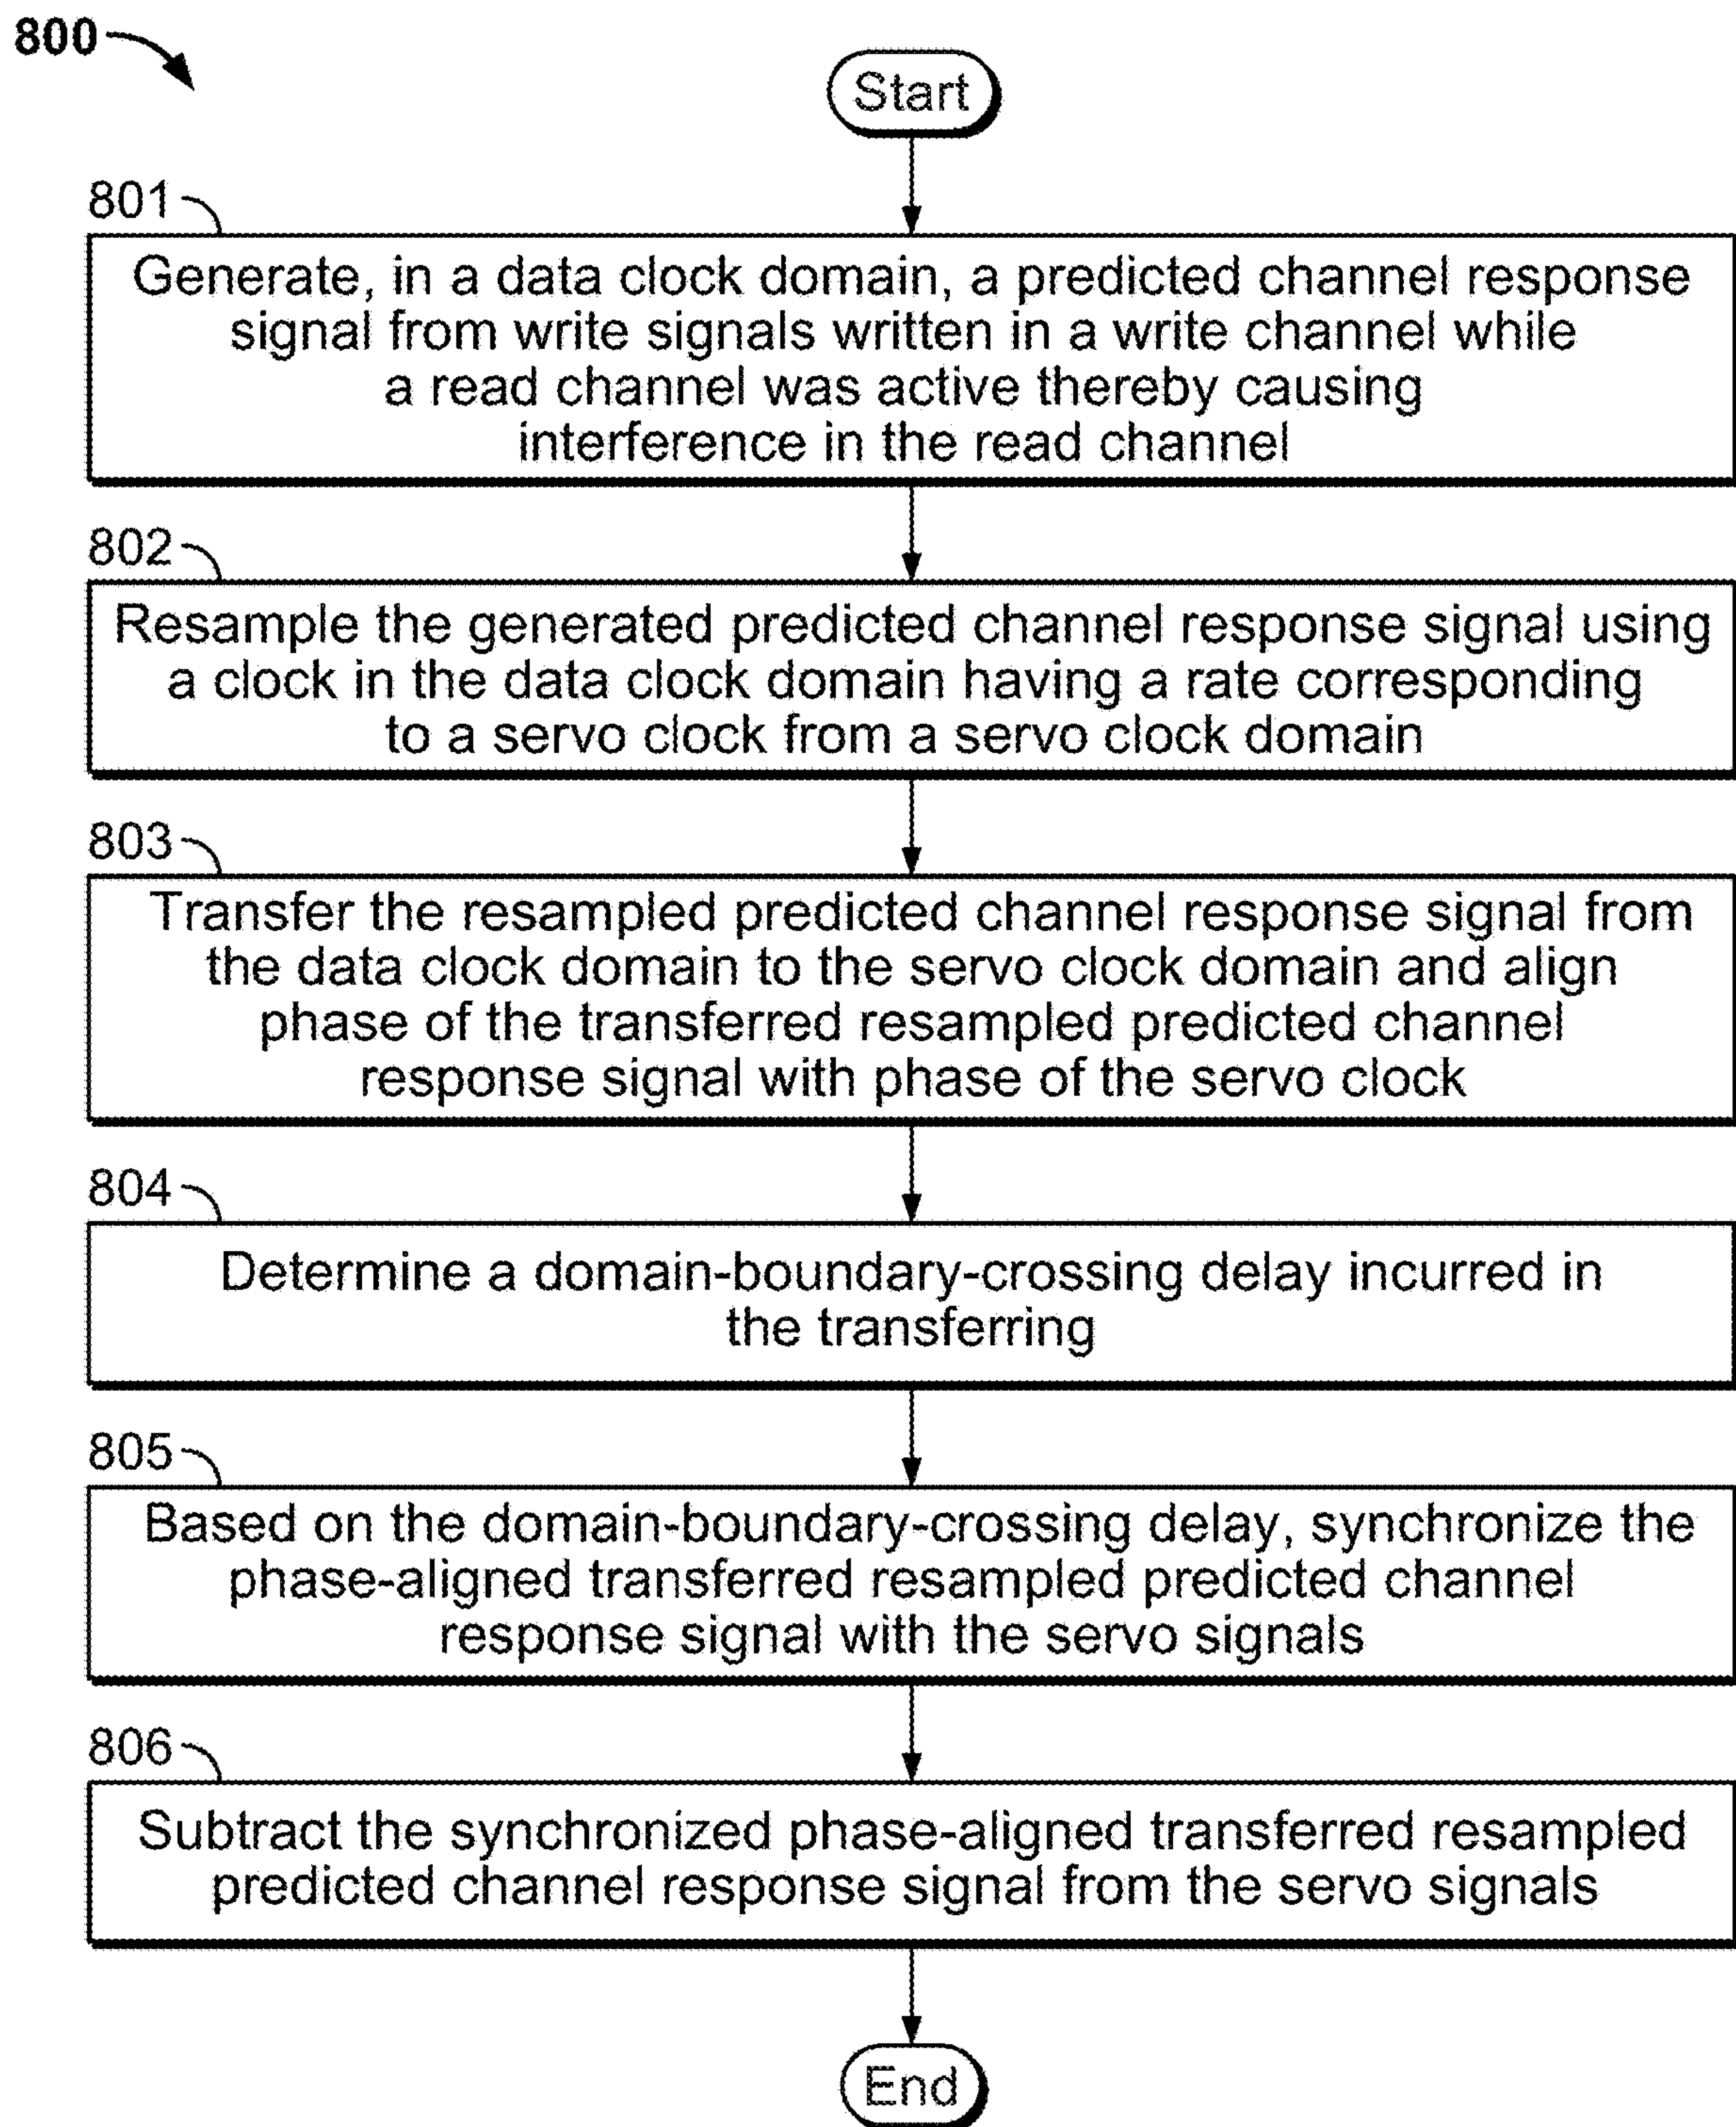 800
Start
801
Generate, in a data clock domain, a predicted channel response
signal from write signals written in a write channel while
a read channel was active thereby causing
interference in the read channel
802
Resample the generated predicted channel response signal using
a clock in the data clock domain having a rate corresponding
to a servo clock from a servo clock domain
803
Transfer the resampled predicted channel response signal from
the data clock domain to the servo clock domain and align
phase of the transferred resampled predicted channel
response signal with phase of the servo clock
804
Determine a domain-boundary-crossing delay incurred in
the transferring
805
Based on the domain-boundary-crossing delay, synchronize the
phase-aligned transferred resampled predicted channel
response signal with the servo signals
806
Subtract the synchronized phase-aligned transferred resampled
predicted channel response signal from the servo signals
End